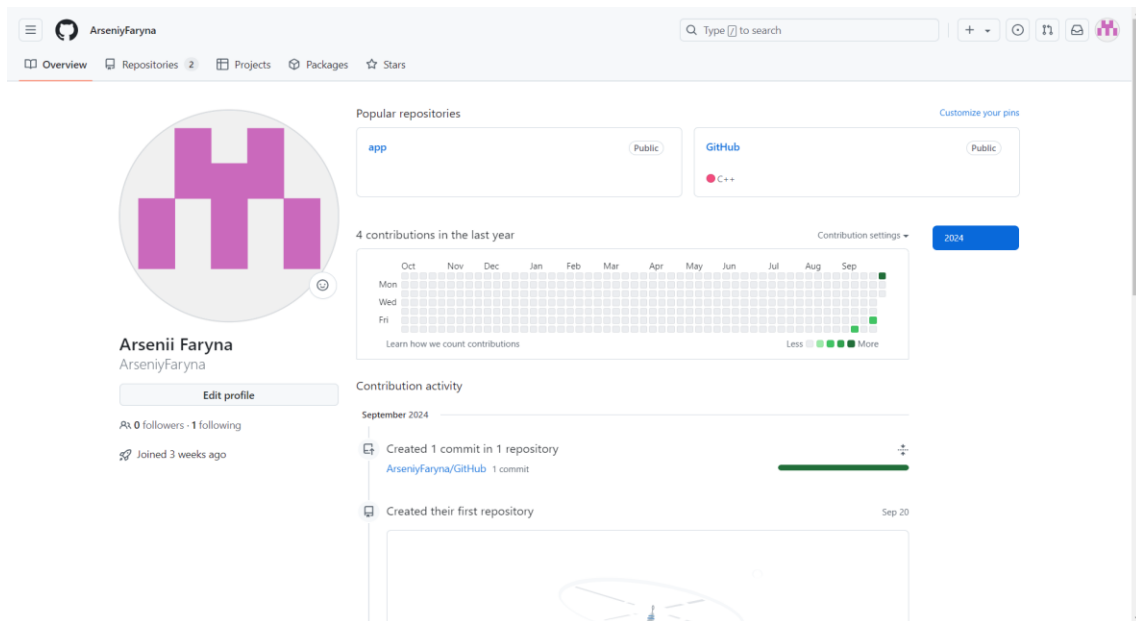 ArseniyFaryna
Type / to search
Overview Repositories 2 Projects Packages Stars
Popular repositories Customize your pins
app Public
GitHub Public
C++
4 contributions in the last year Contribution settings 2024
Oct Nov Dec Jan Feb Mar Apr May Jun Jul Aug Sep
Mon
Wed
Fri
Learn how we count contributions Less More
Arsenii Faryna
ArseniyFaryna
Edit profile
0 followers · 1 following
Joined 3 weeks ago
Contribution activity
September 2024
Created 1 commit in 1 repository
ArseniyFaryna/GitHub 1 commit
Created their first repository Sep 20